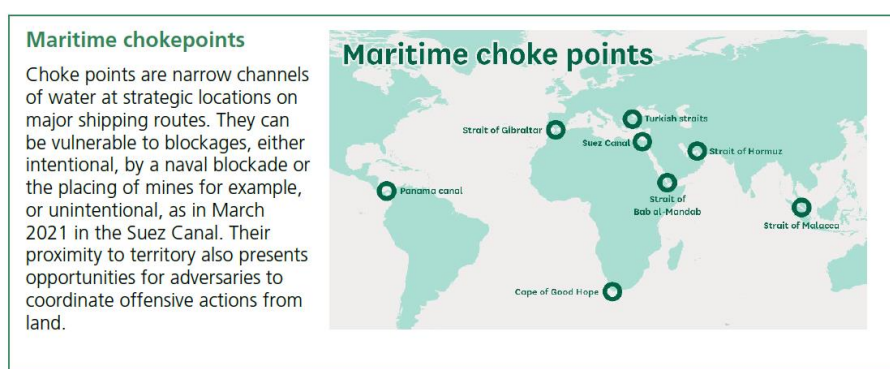 Maritime chokepoints
Choke points are narrow channels
of water at strategic locations on
major shipping routes. They can
be vulnerable to blockages, either
intentional, by a naval blockade or
the placing of mines for example,
or unintentional, as in March
2021 in the Suez Canal. Their
proximity to territory also presents
opportunities for adversaries to
coordinate offensive actions from
land.
Maritime choke points
Turkish straits
Strait of Gibraltar
Suez Canal
Strait of Hormuz
Panama canal
Strait of
Bab al-Mandab
Strait of Malacca
Cape of Good Hope